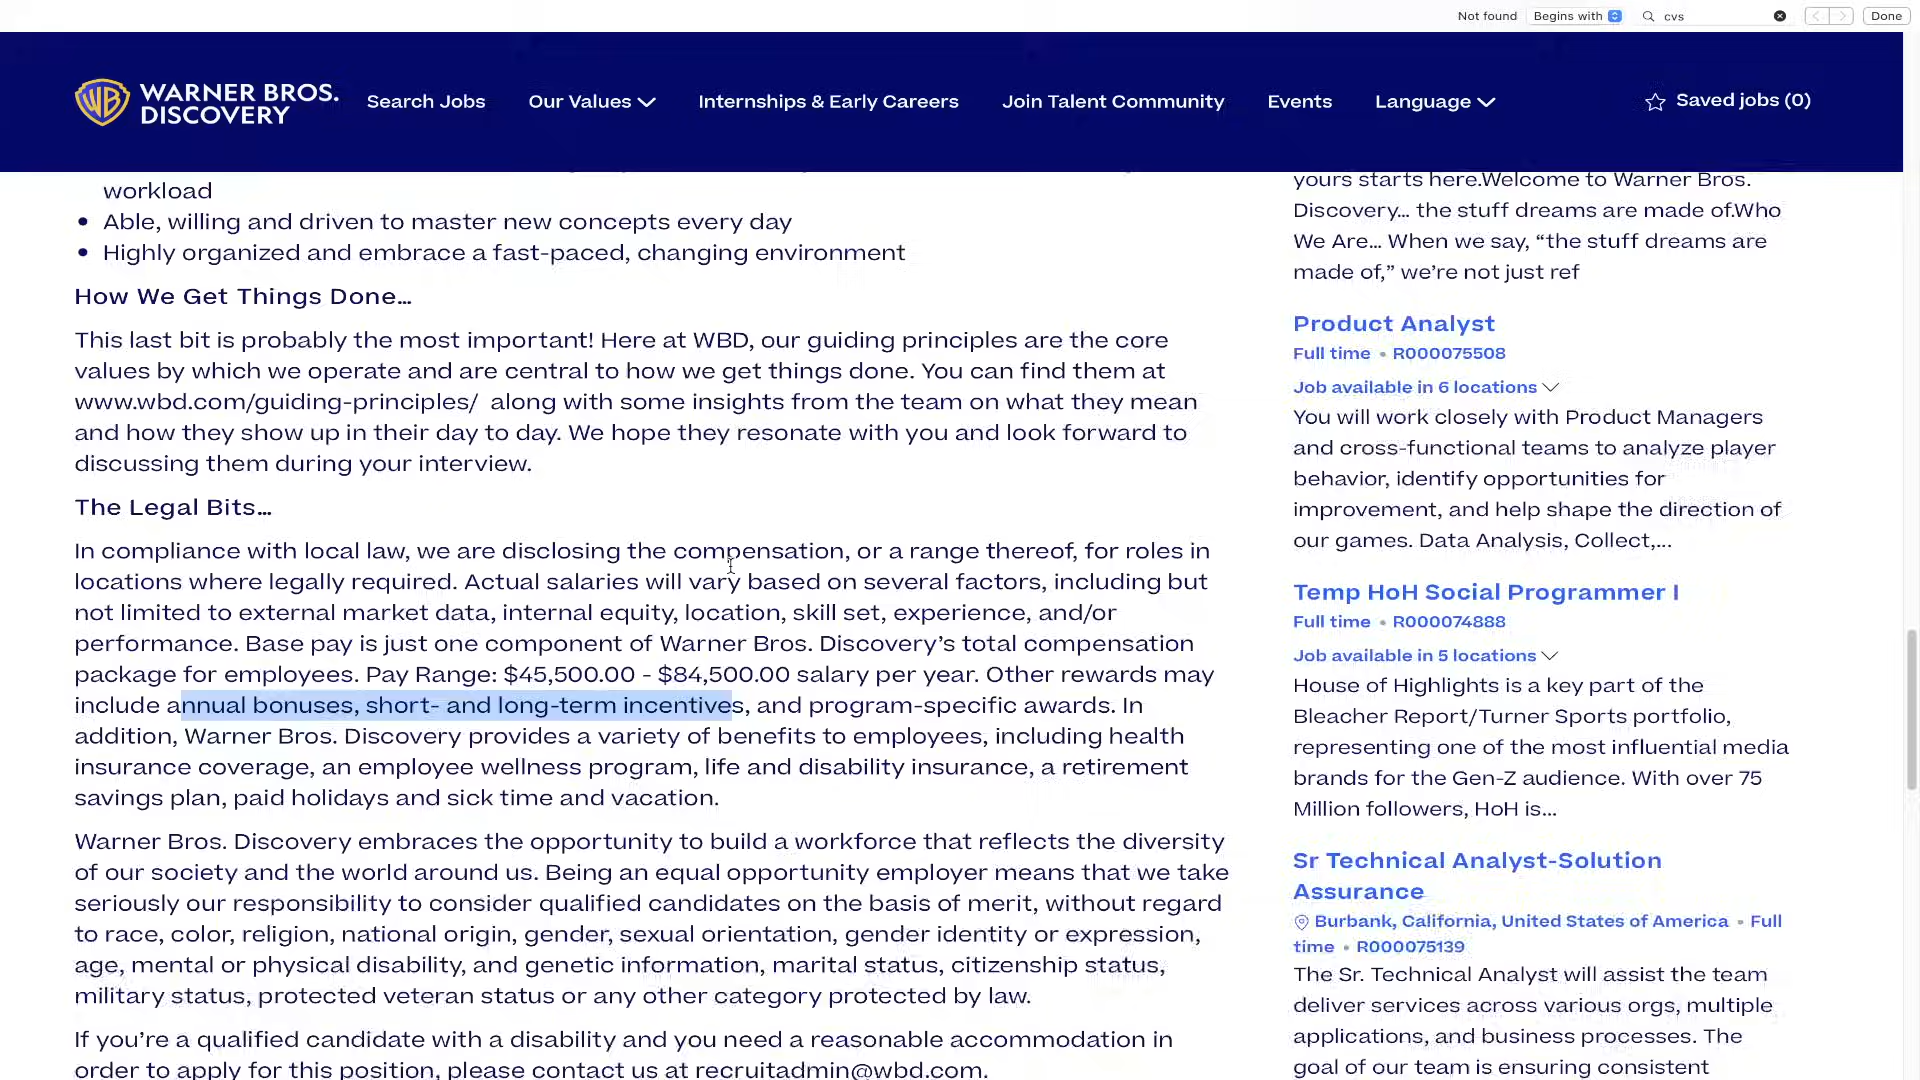 Not found Begins with cvs Done
WARNER BROS. DISCOVERY
Search Jobs Our Values Internships & Early Careers Join Talent Community Events Language Saved jobs (0)
workload
• Able, willing and driven to master new concepts every day
• Highly organized and embrace a fast-paced, changing environment
How We Get Things Done…
This last bit is probably the most important! Here at WBD, our guiding principles are the core
values by which we operate and are central to how we get things done. You can find them at
www.wbd.com/guiding-principles/ along with some insights from the team on what they mean
and how they show up in their day to day. We hope they resonate with you and look forward to
discussing them during your interview.
The Legal Bits…
In compliance with local law, we are disclosing the compensation, or a range thereof, for roles in
locations where legally required. Actual salaries will vary based on several factors, including but
not limited to external market data, internal equity, location, skill set, experience, and/or
performance. Base pay is just one component of Warner Bros. Discovery’s total compensation
package for employees. Pay Range: $45,500.00 - $84,500.00 salary per year. Other rewards may
include annual bonuses, short- and long-term incentives, and program-specific awards. In
addition, Warner Bros. Discovery provides a variety of benefits to employees, including health
insurance coverage, an employee wellness program, life and disability insurance, a retirement
savings plan, paid holidays and sick time and vacation.
Warner Bros. Discovery embraces the opportunity to build a workforce that reflects the diversity
of our society and the world around us. Being an equal opportunity employer means that we take
seriously our responsibility to consider qualified candidates on the basis of merit, without regard
to race, color, religion, national origin, gender, sexual orientation, gender identity or expression,
age, mental or physical disability, and genetic information, marital status, citizenship status,
military status, protected veteran status or any other category protected by law.
If you’re a qualified candidate with a disability and you need a reasonable accommodation in
order to apply for this position, please contact us at recruitadmin@wbd.com.
yours starts here.Welcome to Warner Bros.
Discovery… the stuff dreams are made of.Who
We Are… When we say, “the stuff dreams are
made of,” we’re not just ref
Product Analyst
Full time • R000075508
Job available in 6 locations
You will work closely with Product Managers
and cross-functional teams to analyze player
behavior, identify opportunities for
improvement, and help shape the direction of
our games. Data Analysis, Collect,...
Temp HoH Social Programmer I
Full time • R000074888
Job available in 5 locations
House of Highlights is a key part of the
Bleacher Report/Turner Sports portfolio,
representing one of the most influential media
brands for the Gen-Z audience. With over 75
Million followers, HoH is...
Sr Technical Analyst-Solution
Assurance
Burbank, California, United States of America • Full
time • R000075139
The Sr. Technical Analyst will assist the team
deliver services across various orgs, multiple
applications, and business processes. The
goal of our team is ensuring consistent